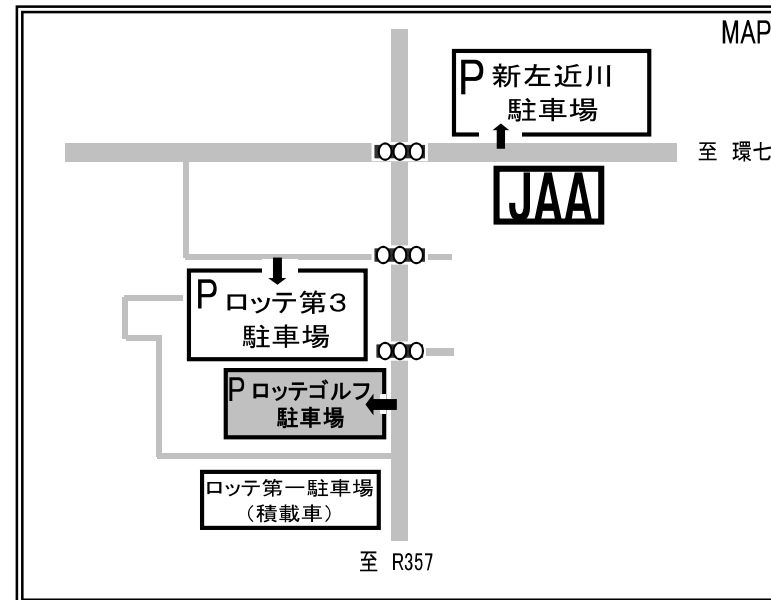 MAP
P 新左近川
駐車場
至 環七
JAA
P ロッテ第3
駐車場
P ロッテゴルフ
駐車場
ロッテ第一駐車場
(積載車)
至 R357